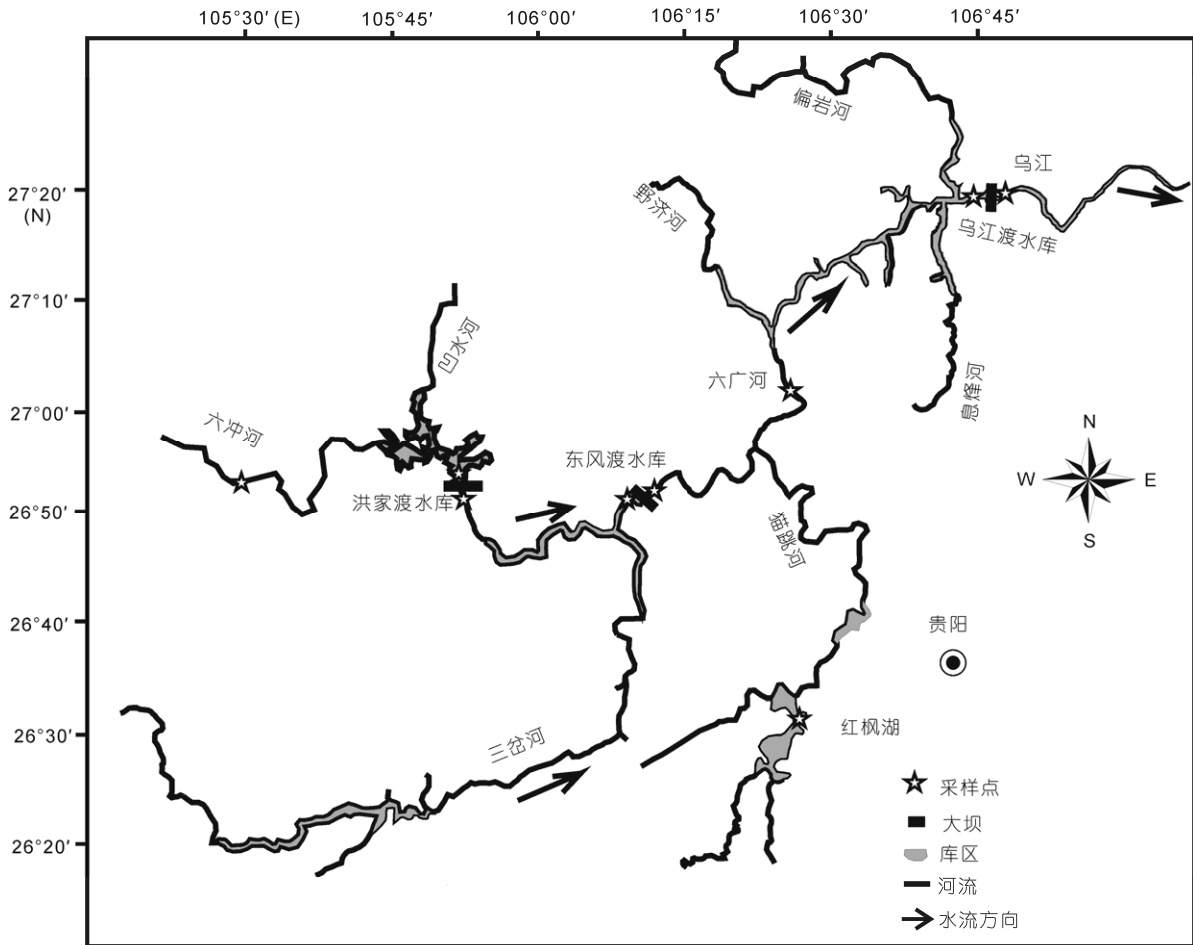 105°30′ (E)
105°45′
106°00′
106°15′
106°30′
106°45′
偏岩河
乌江
27°20′
(N)
野济河
乌江渡水库
27°10′
凹水河
六广河
息烽河
27°00′
六冲河
N
东风渡水库
W
E
洪家渡水库
26°50′
猫跳河
S
26°40′
贵阳
26°30′
三岔河
红枫湖
采样点
大坝
26°20′
库区
河流
水流方向